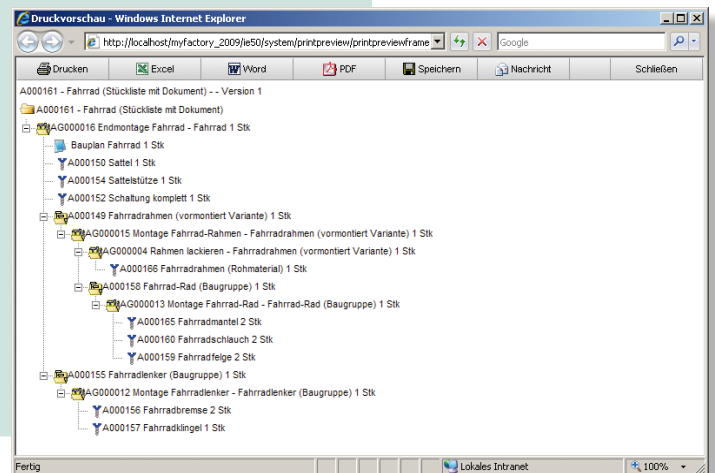 Druckvorschau - Windows Internet Explorer
http://localhost/myfactory_2009/ie50/system/printpreview/printpreviewframe
Google
Drucken Excel Word PDF Speichern Nachricht Schließen
A000161 - Fahrrad (Stückliste mit Dokument) - - Version 1
A000161 - Fahrrad (Stückliste mit Dokument)
AG000016 Endmontage Fahrrad - Fahrrad 1 Stk
Bauplan Fahrrad 1 Stk
A000150 Sattel 1 Stk
A000154 Sattelstütze 1 Stk
A000152 Schaltung komplett 1 Stk
A000149 Fahrradrahmen (vormontiert Variante) 1 Stk
AG000015 Montage Fahrrad-Rahmen - Fahrradrahmen (vormontiert Variante) 1 Stk
AG000004 Rahmen lackieren - Fahrradrahmen (vormontiert Variante) 1 Stk
A000166 Fahrradrahmen (Rohmaterial) 1 Stk
A000158 Fahrrad-Rad (Baugruppe) 1 Stk
AG000013 Montage Fahrrad-Rad - Fahrrad-Rad (Baugruppe) 1 Stk
A000165 Fahrradmantel 2 Stk
A000160 Fahrradschlauch 2 Stk
A000159 Fahrradfelge 2 Stk
A000155 Fahrradlenker (Baugruppe) 1 Stk
AG000012 Montage Fahrradlenker - Fahrradlenker (Baugruppe) 1 Stk
A000156 Fahrradbremse 2 Stk
A000157 Fahrradklingel 1 Stk
Fertig Lokales Intranet 100%